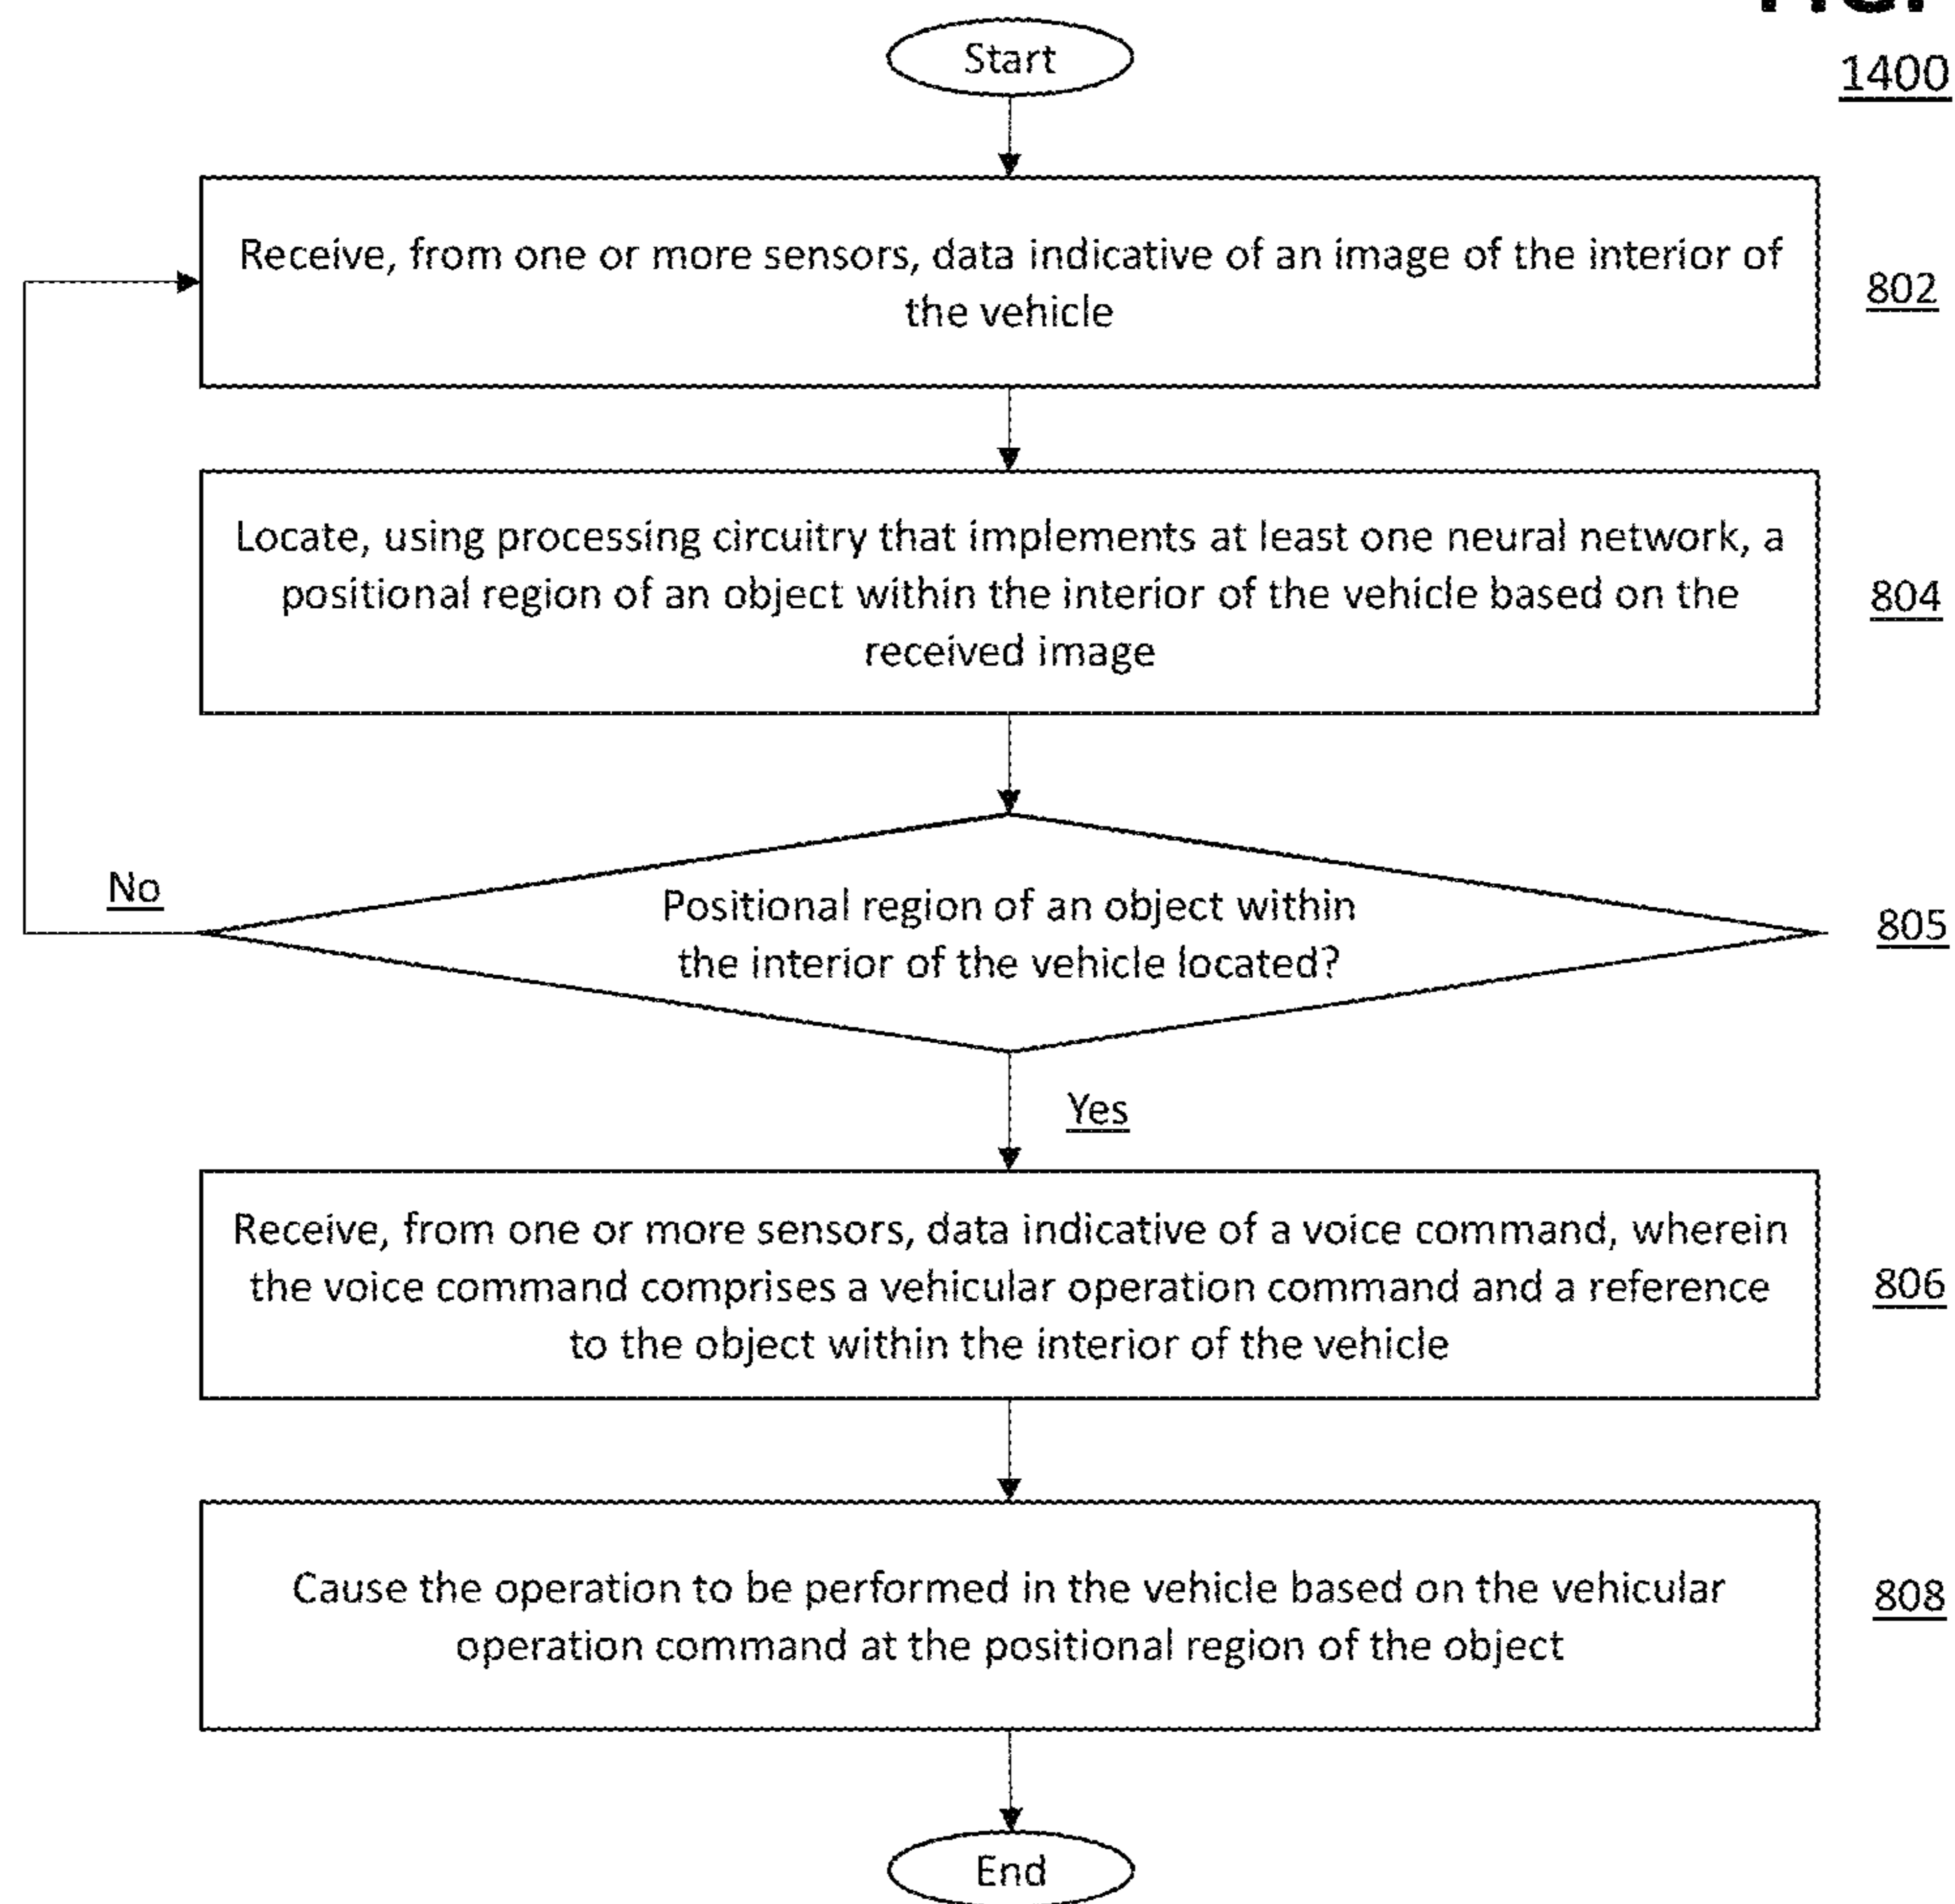 Start
1400
Receive, from one or more sensors, data indicative of an image of the interior of
the vehicle
802
Locate, using processing circuitry that implements at least one neural network, a
positional region of an object within the interior of the vehicle based on the
received image
804
No
Positional region of an object within
the interior of the vehicle located?
805
Yes
Receive, from one or more sensors, data indicative of a voice command, wherein
the voice command comprises a vehicular operation command and a reference
to the object within the interior of the vehicle
806
Cause the operation to be performed in the vehicle based on the vehicular
operation command at the positional region of the object
808
End